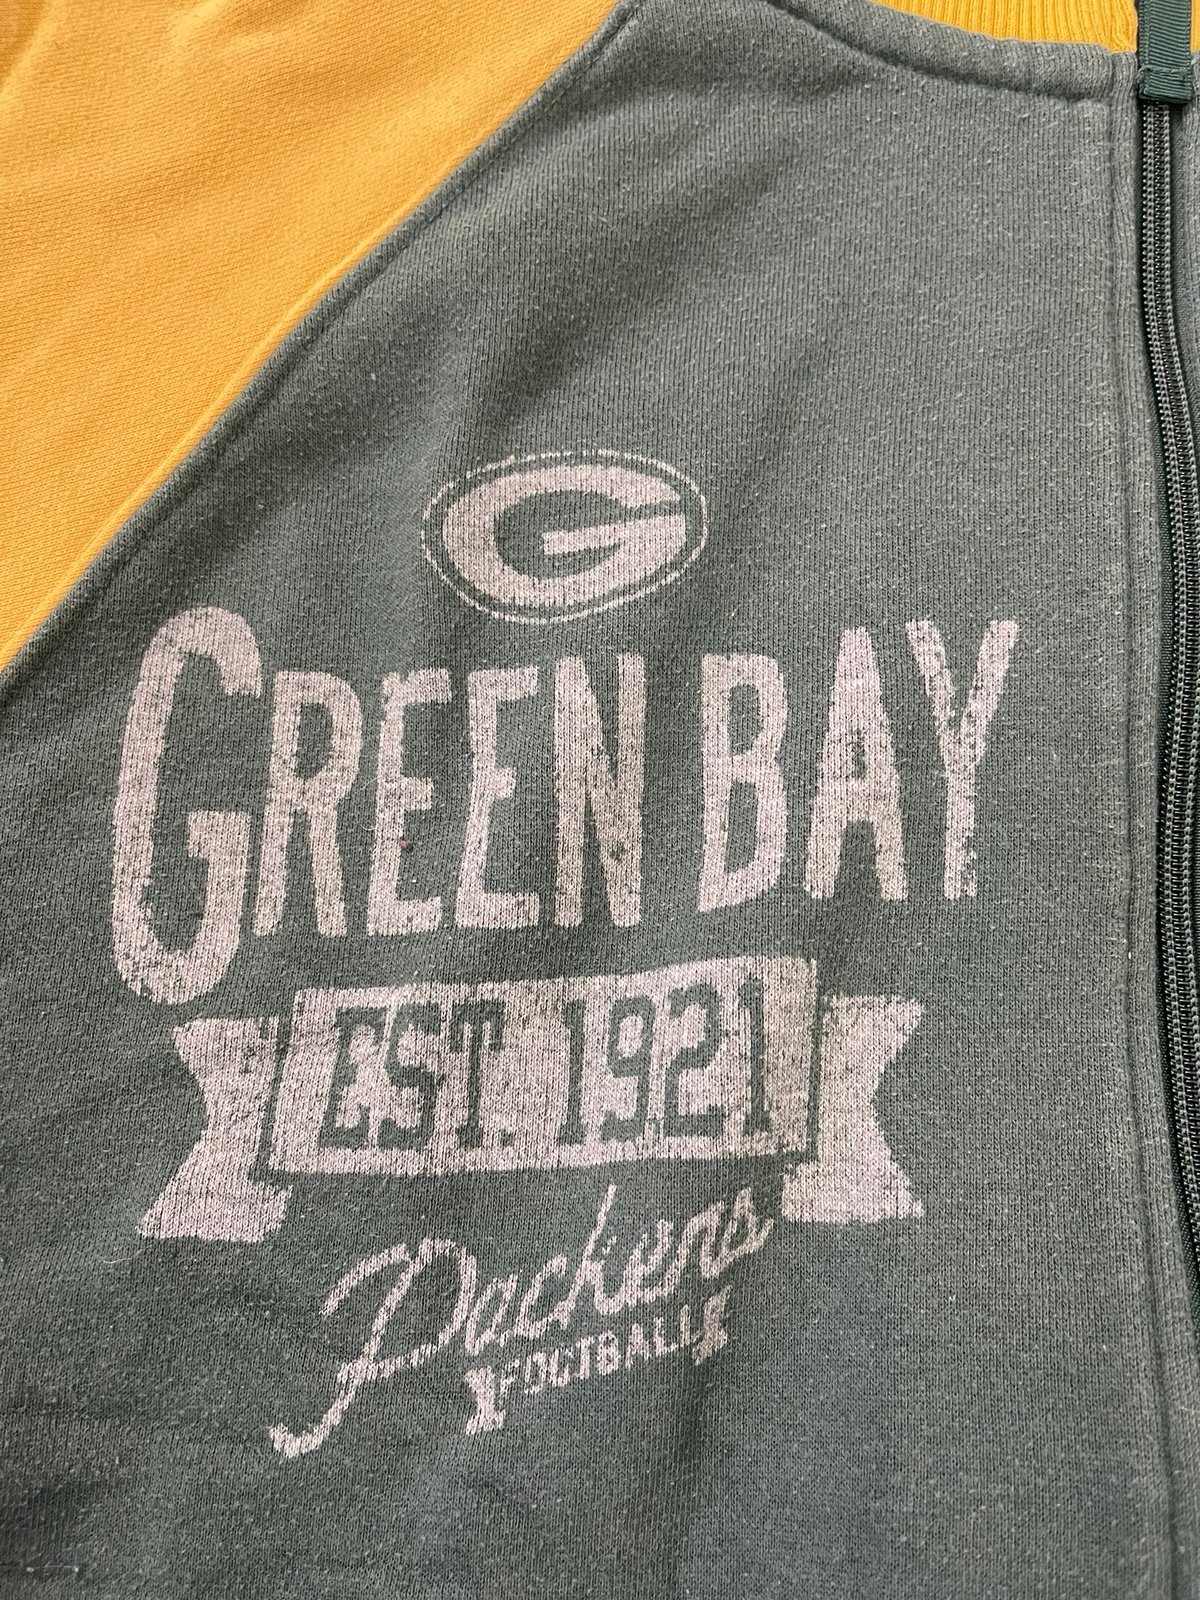 G
GREEN BAY
EST. 1921
Packers
FOOTBALL